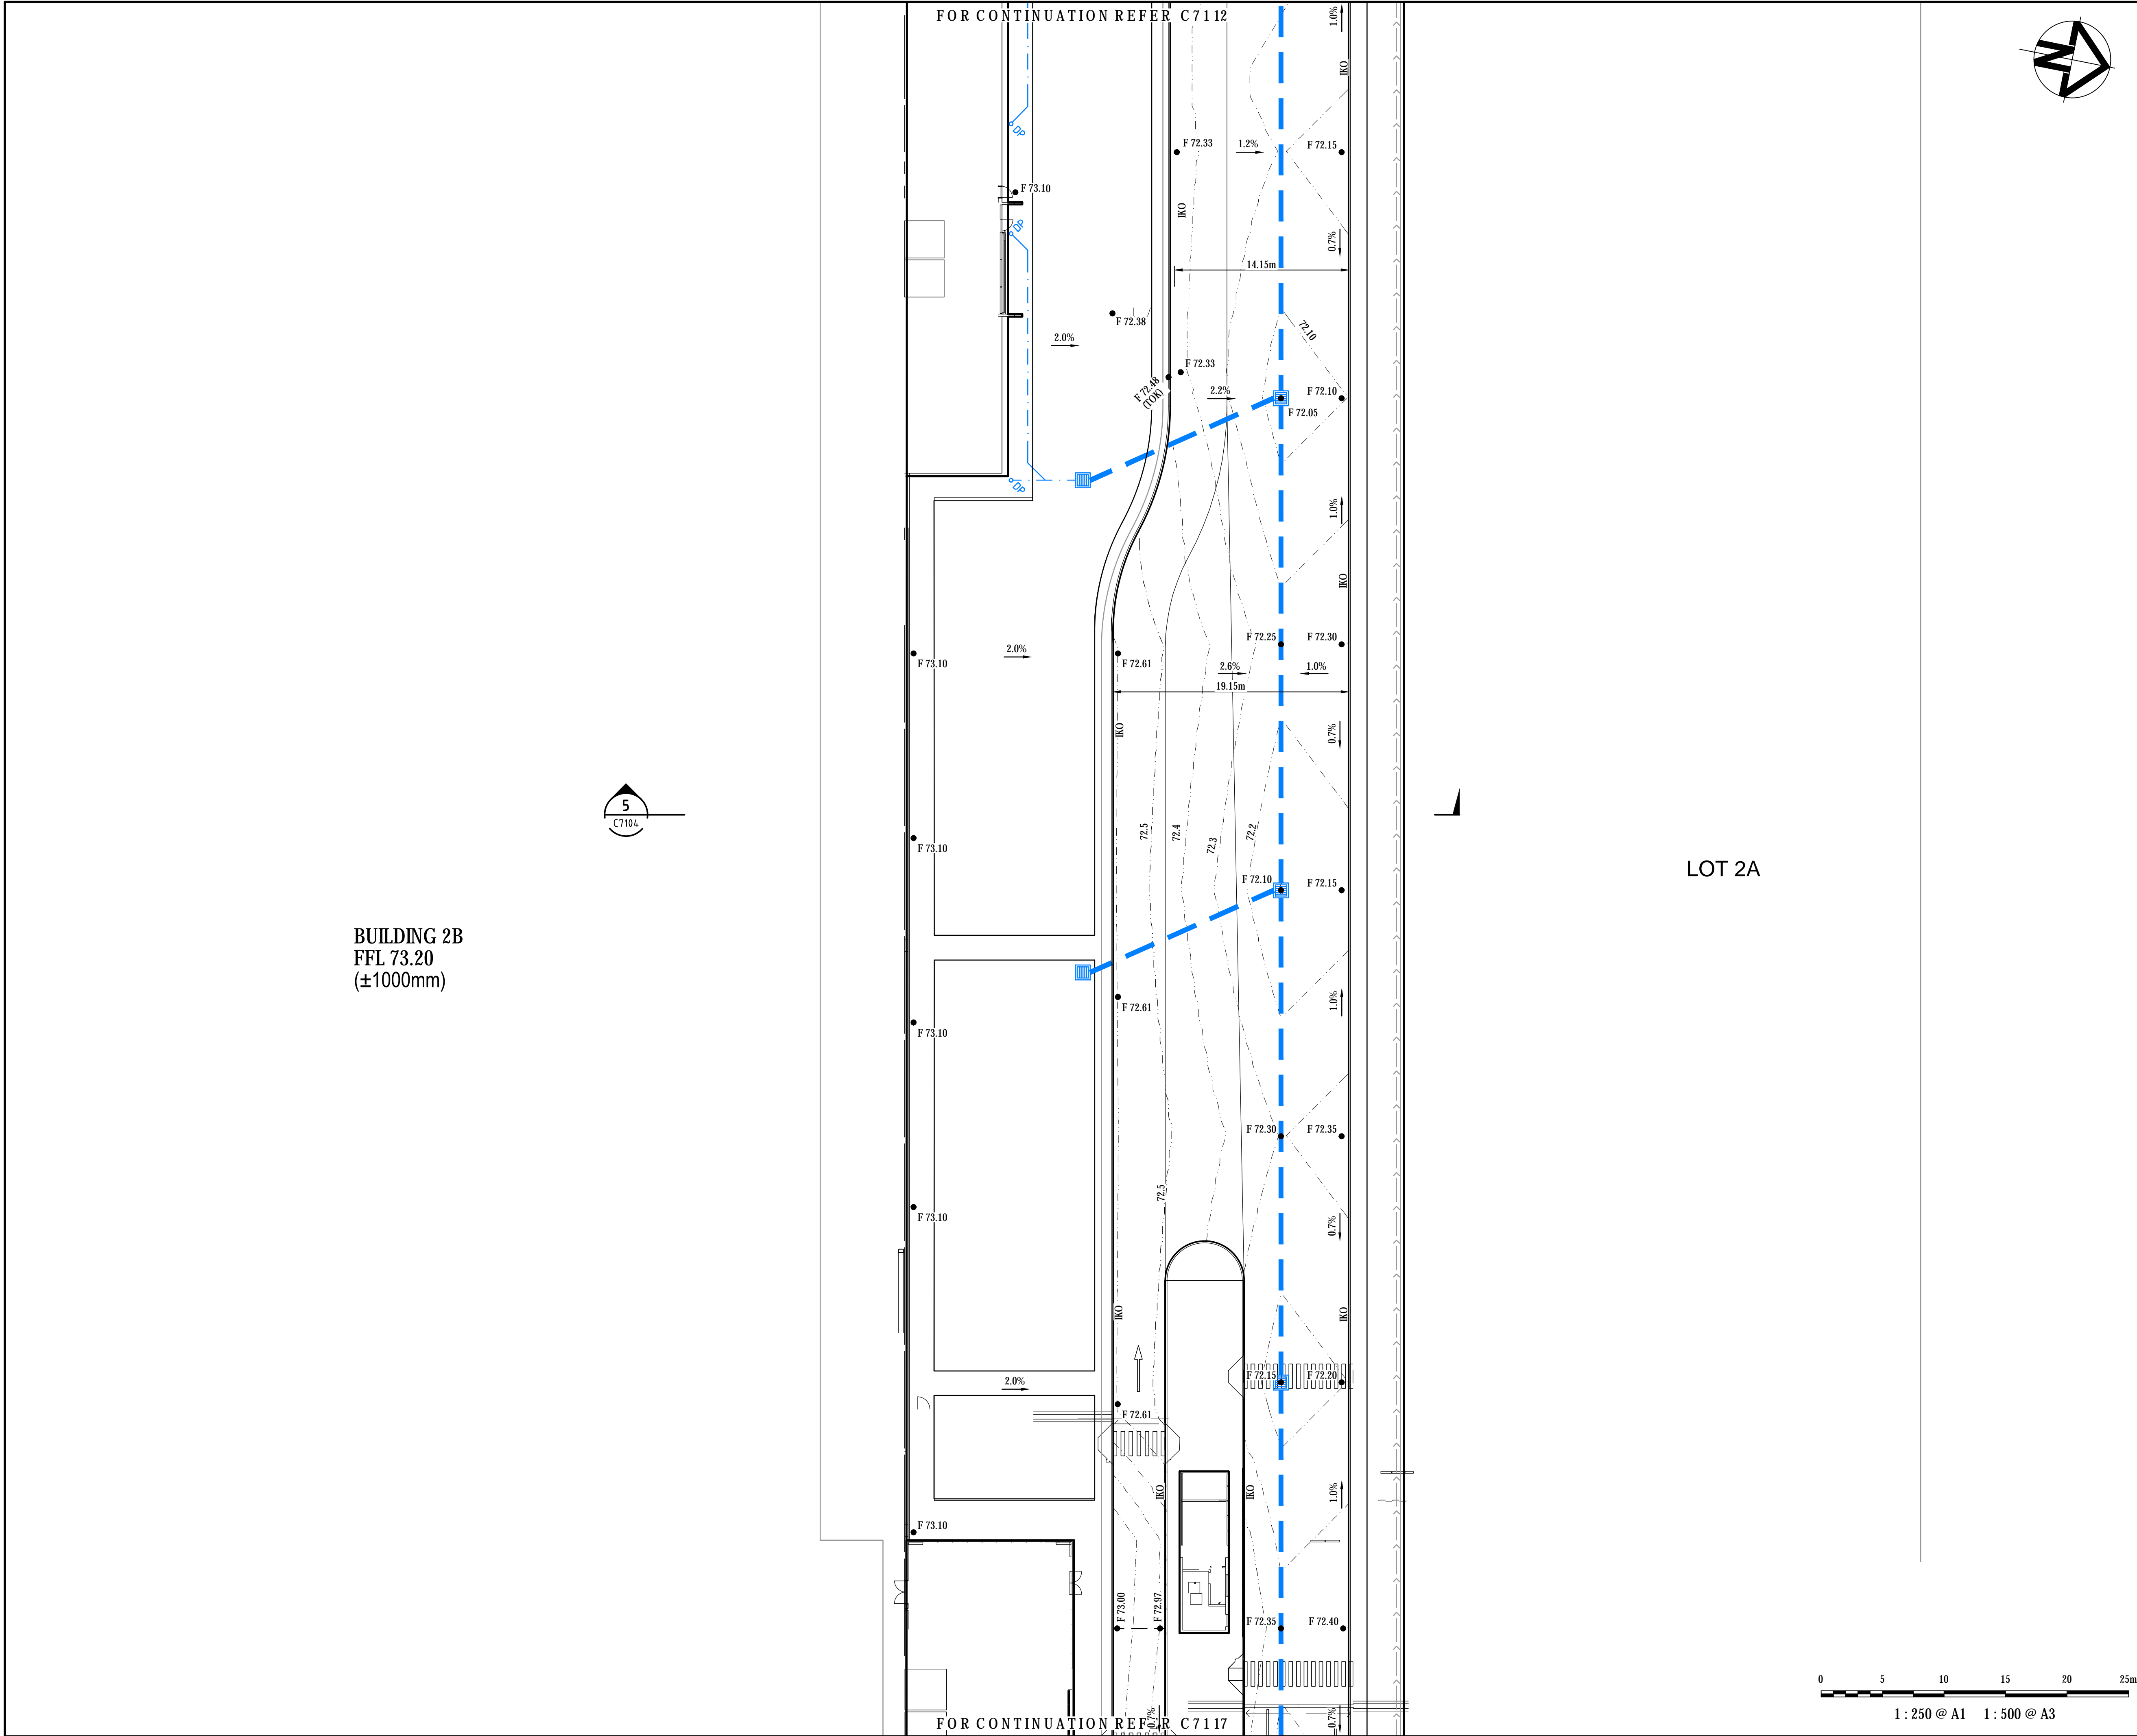 FOR CONTINUATION REFER C7112
N
1.0%
IKO
DP
F 72.33
1.2%
F 72.15
F 73.10
IKO
DP
0.7%
14.15m
F 72.38
72.10
2.0%
F 72.33
F 72.48
(TOK)
2.2%
F 72.10
F 72.05
DP
1.0%
IKO
F 72.25
F 72.30
2.0%
F 73.10
F 72.61
2.6%
1.0%
19.15m
IKO
0.7%
5
C7104
72.5
72.4
72.3
72.2
F 73.10
LOT 2A
F 72.10
F 72.15
BUILDING 2B
FFL 73.20
(±1000mm)
1.0%
F 72.61
F 73.10
F 72.30
F 72.35
72.5
F 73.10
0.7%
IKO
IKO
2.0%
F 72.15
F 72.20
F 72.61
IKO
IKO
1.0%
F 73.10
F 73.00
F 72.97
F 72.35
F 72.40
0 5 10 15 20 25m
1 : 250 @ A1 1 : 500 @ A3
0.7%
0.7%
FOR CONTINUATION REFER C7117